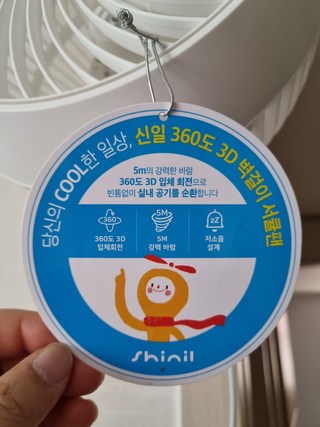 당신의 COOL한 일상, 신일 360도 3D 벽걸이 서큘팬
5m의 강력한 바람
360도 3D 입체 회전으로
빈틈없이 실내 공기를 순환합니다
360
5M
zZ
360도 3D
입체회전
5M
강력 바람
저소음
설계
Shinil